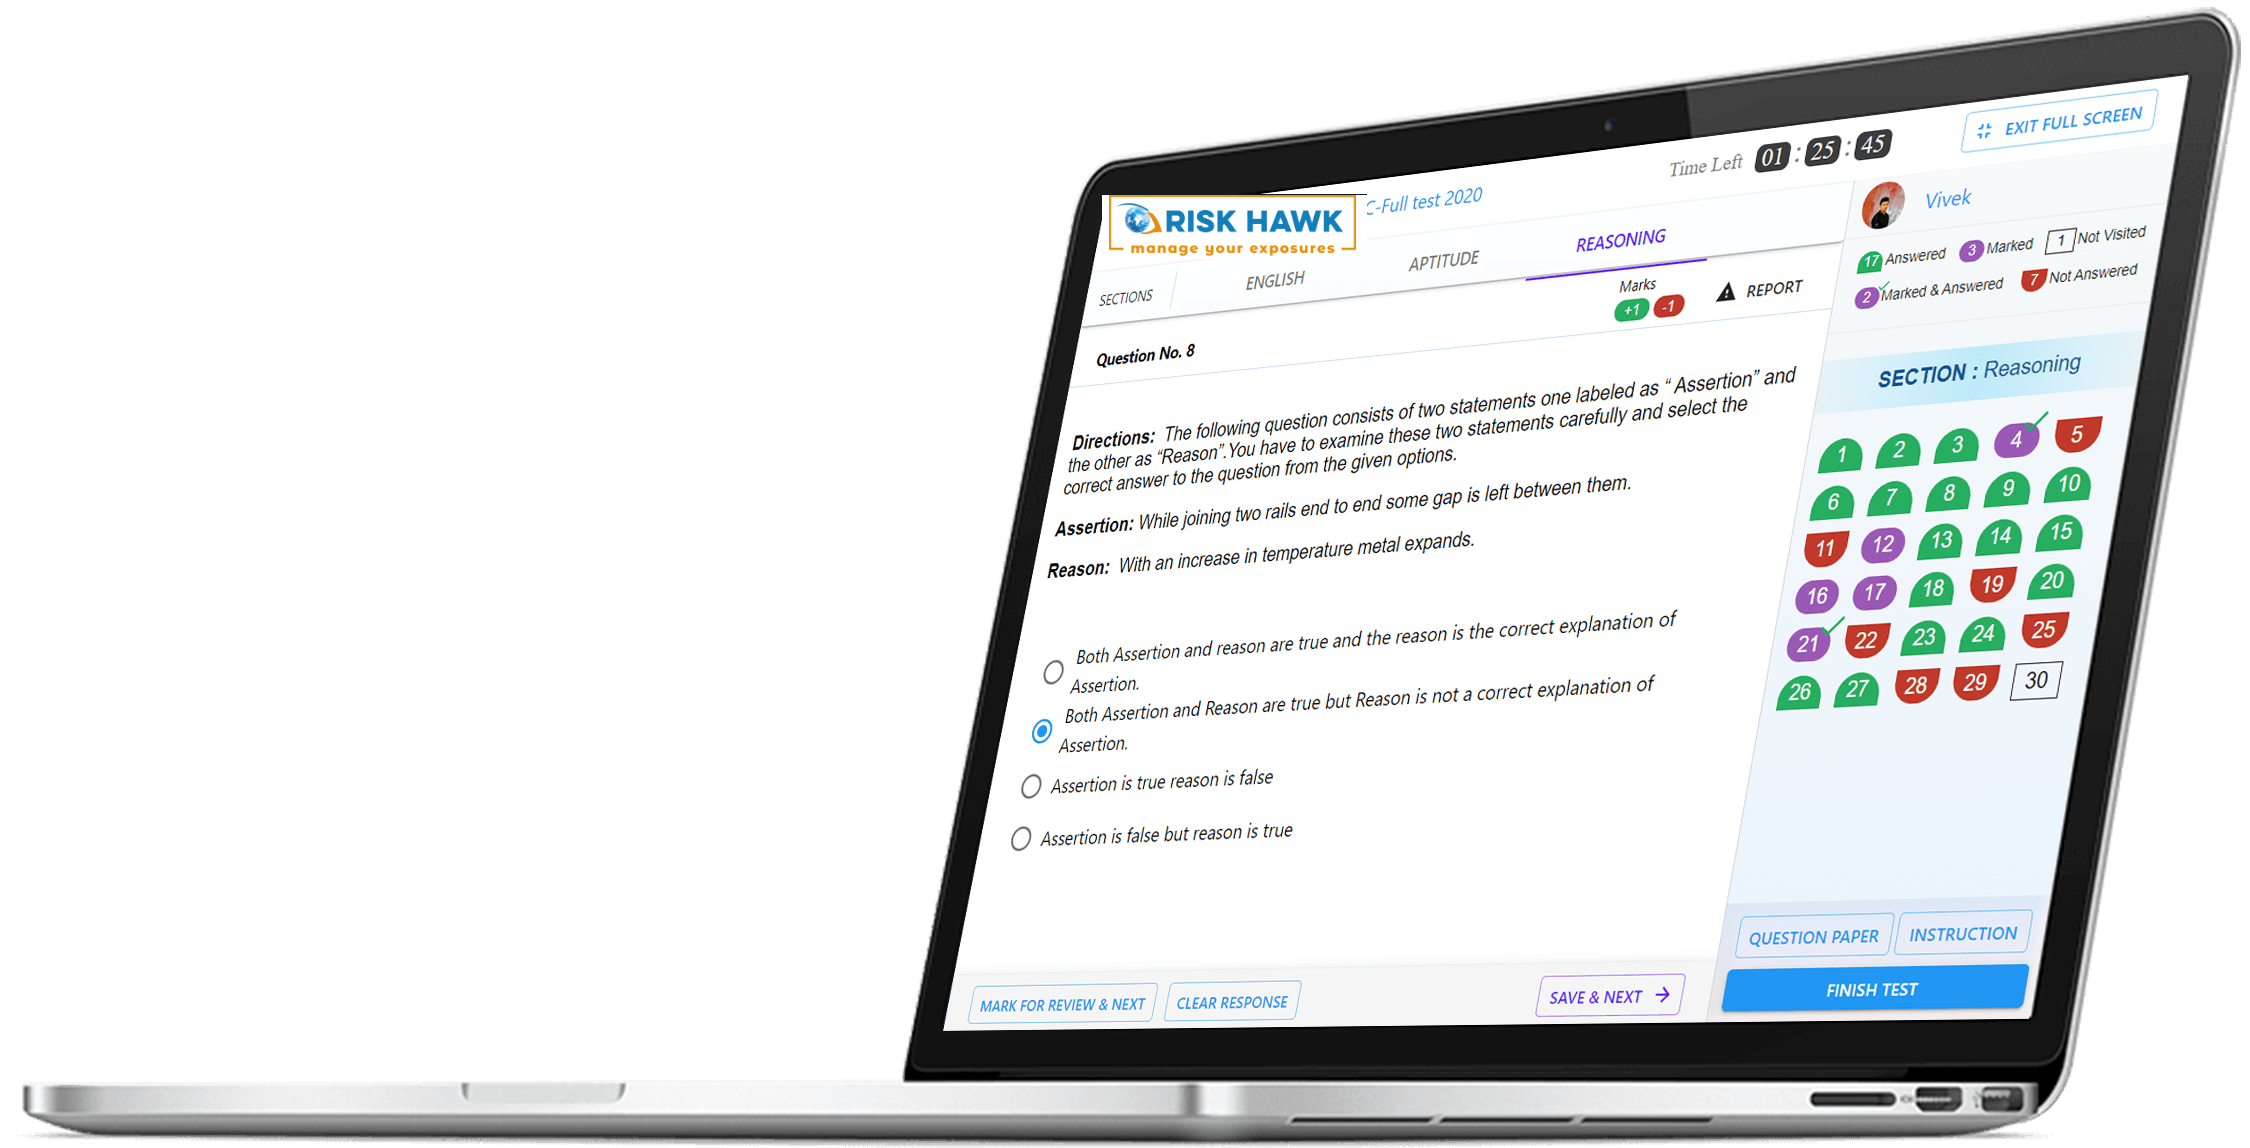 RISK HAWK
manage your exposures
C-Full test 2020
Time Left 01 : 25 : 45
EXIT FULL SCREEN
SECTIONS ENGLISH APTITUDE REASONING
Vivek
17 Answered 3 Marked 1 Not Visited
2 Marked & Answered 7 Not Answered
Marks
+1 -1
REPORT
Question No. 8
Directions: The following question consists of two statements one labeled as “ Assertion” and
the other as “Reason”.You have to examine these two statements carefully and select the
correct answer to the question from the given options.
Assertion: While joining two rails end to end some gap is left between them.
Reason: With an increase in temperature metal expands.
Both Assertion and reason are true and the reason is the correct explanation of
Assertion.
Both Assertion and Reason are true but Reason is not a correct explanation of
Assertion.
Assertion is true reason is false
Assertion is false but reason is true
MARK FOR REVIEW & NEXT CLEAR RESPONSE SAVE & NEXT
SECTION : Reasoning
1 2 3 4 5
6 7 8 9 10
11 12 13 14 15
16 17 18 19 20
21 22 23 24 25
26 27 28 29 30
QUESTION PAPER INSTRUCTION
FINISH TEST